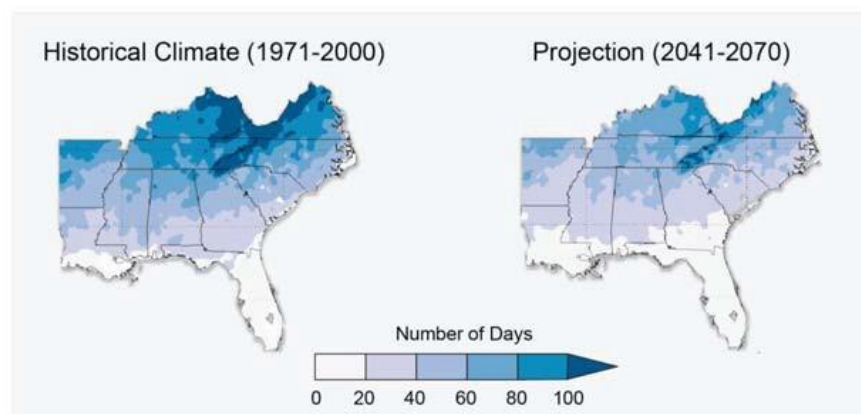 Historical Climate (1971-2000)
Projection (2041-2070)
Number of Days
0 20 40 60 80 100